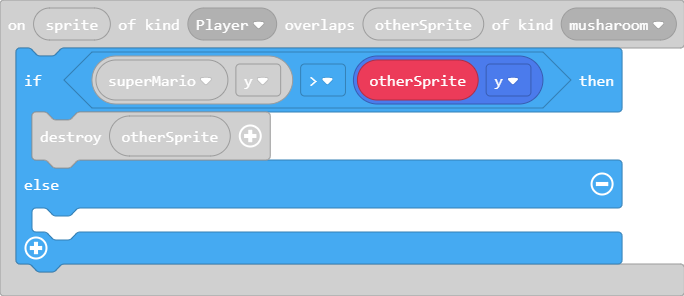 on sprite of kind Player overlaps otherSprite of kind musharoom
if superMario y > otherSprite y then
destroy otherSprite
else